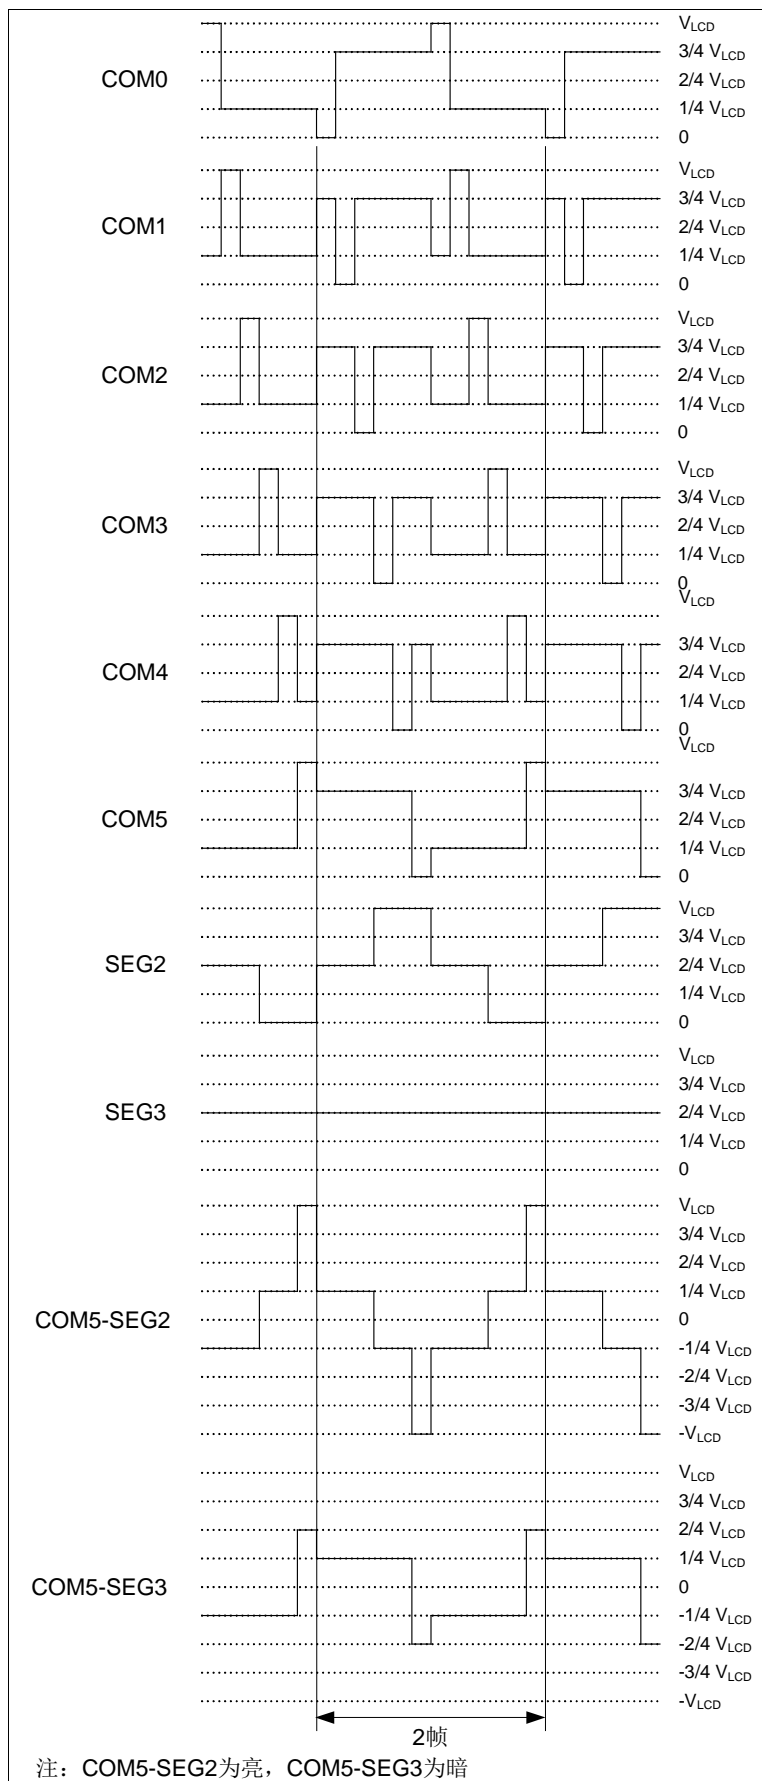 V_LCD
3/4 V_LCD
COM0
2/4 V_LCD
1/4 V_LCD
0
V_LCD
3/4 V_LCD
COM1
2/4 V_LCD
1/4 V_LCD
0
V_LCD
3/4 V_LCD
COM2
2/4 V_LCD
1/4 V_LCD
0
V_LCD
3/4 V_LCD
COM3
2/4 V_LCD
1/4 V_LCD
0
V_LCD
3/4 V_LCD
COM4
2/4 V_LCD
1/4 V_LCD
0
V_LCD
3/4 V_LCD
COM5
2/4 V_LCD
1/4 V_LCD
0
V_LCD
3/4 V_LCD
SEG2
2/4 V_LCD
1/4 V_LCD
0
V_LCD
3/4 V_LCD
SEG3
2/4 V_LCD
1/4 V_LCD
0
V_LCD
3/4 V_LCD
2/4 V_LCD
1/4 V_LCD
COM5-SEG2
0
-1/4 V_LCD
-2/4 V_LCD
-3/4 V_LCD
-V_LCD
V_LCD
3/4 V_LCD
2/4 V_LCD
1/4 V_LCD
COM5-SEG3
0
-1/4 V_LCD
-2/4 V_LCD
-3/4 V_LCD
-V_LCD
2帧
注：COM5-SEG2为亮，COM5-SEG3为暗